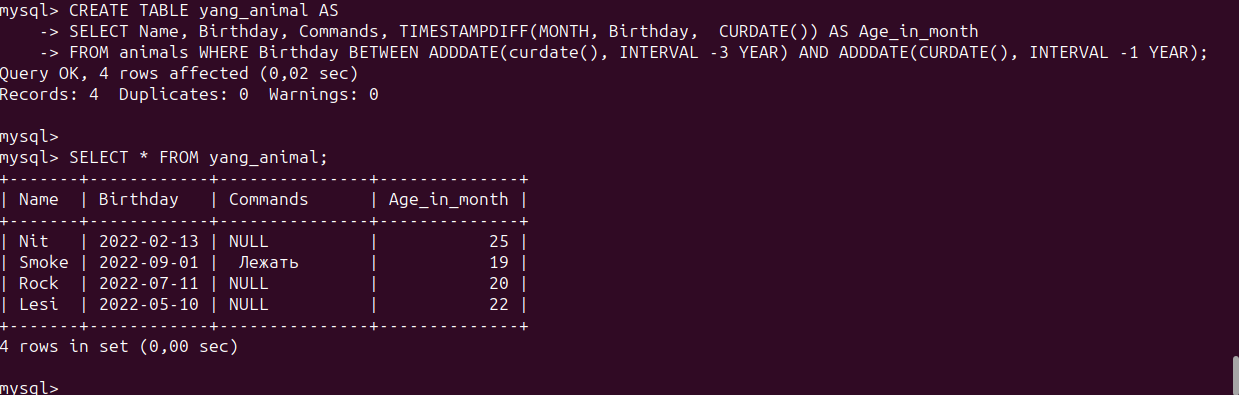 mysql> CREATE TABLE yang_animal AS
    -> SELECT Name, Birthday, Commands, TIMESTAMPDIFF(MONTH, Birthday,  CURDATE()) AS Age_in_month
    -> FROM animals WHERE Birthday BETWEEN ADDDATE(curdate(), INTERVAL -3 YEAR) AND ADDDATE(CURDATE(), INTERVAL -1 YEAR);
Query OK, 4 rows affected (0,02 sec)
Records: 4  Duplicates: 0  Warnings: 0

mysql>
mysql> SELECT * FROM yang_animal;
+-------+------------+---------------+--------------+
| Name  | Birthday   | Commands      | Age_in_month |
+-------+------------+---------------+--------------+
| Nit   | 2022-02-13 | NULL          |           25 |
| Smoke | 2022-09-01 |  Лежать       |           19 |
| Rock  | 2022-07-11 | NULL          |           20 |
| Lesi  | 2022-05-10 | NULL          |           22 |
+-------+------------+---------------+--------------+
4 rows in set (0,00 sec)

mysql>